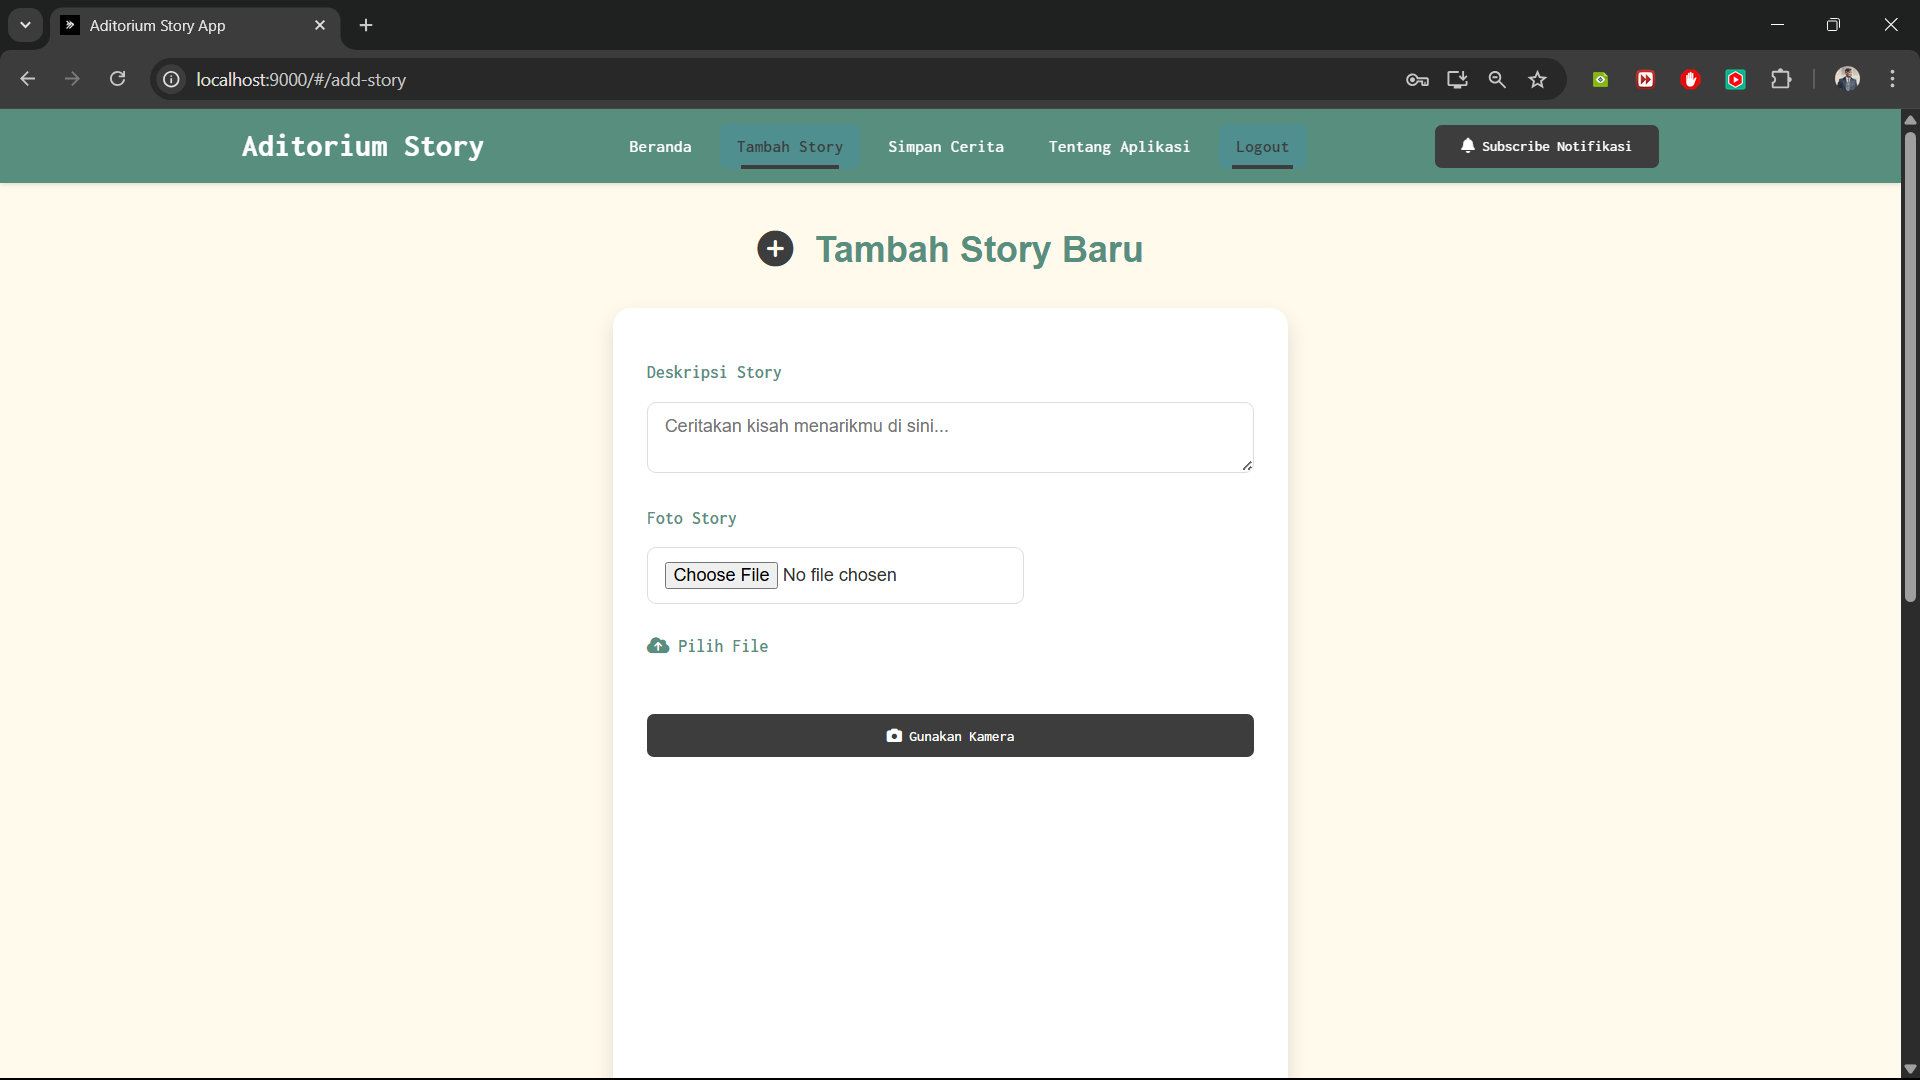 Aditorium Story App
localhost:9000/#/add-story
Aditorium Story
Beranda
Tambah Story
Simpan Cerita
Tentang Aplikasi
Logout
Subscribe Notifikasi
Tambah Story Baru
Deskripsi Story
Ceritakan kisah menarikmu di sini...
Foto Story
Choose File No file chosen
Pilih File
Gunakan Kamera